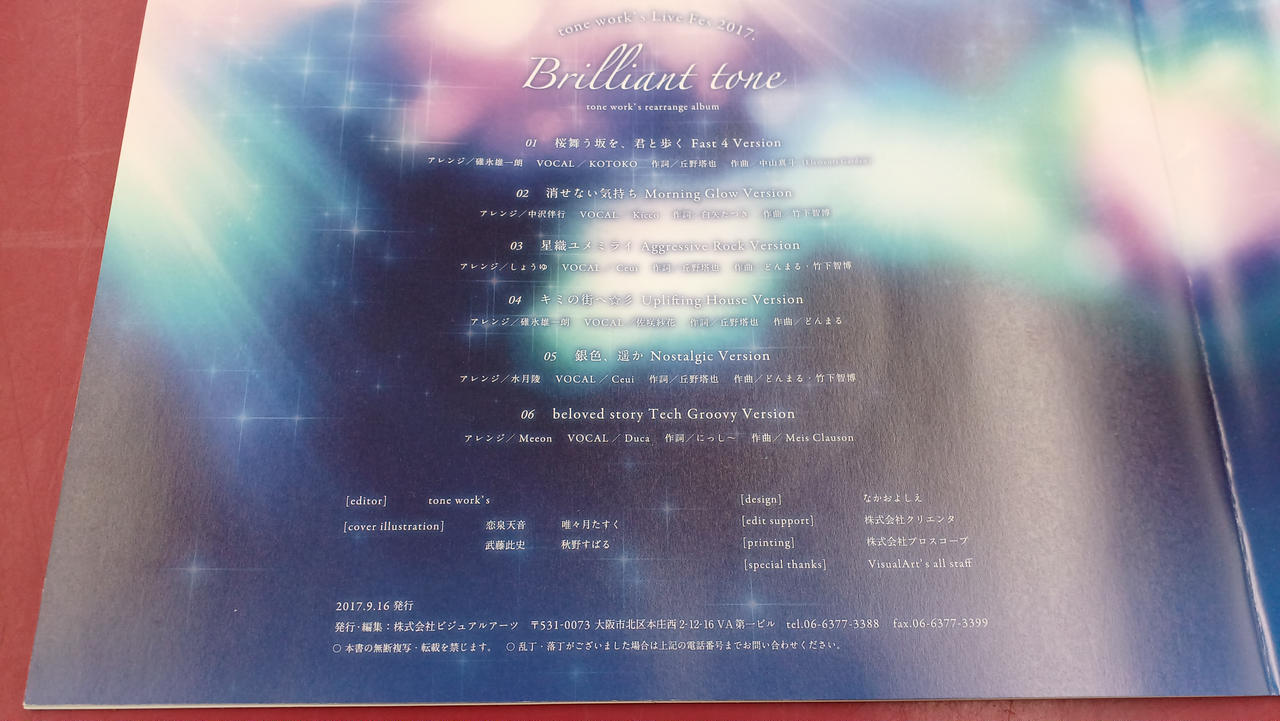 tone work's Live Fes 2017.
Brilliant tone
tone work's rearrange album
01 桜舞う坂を、君と歩く Fast 4 Version
アレンジ／碓氷雄一朗 VOCAL／KOTOKO 作詞／丘野塔也 作曲／中山真斗 (Elements Garden)
02 消せない気持ち Morning Glow Version
アレンジ／中沢伴行 VOCAL／Kicco 作詞／白矢たつき 作曲／竹下智博
03 星織ユメミライ Aggressive Rock Version
アレンジ／しょうゆ VOCAL／Ceui 作詞／丘野塔也 作曲／どんまる・竹下智博
04 キミの街へ☆彡 Uplifting House Version
アレンジ／碓氷雄一朗 VOCAL／佐咲紗花 作詞／丘野塔也 作曲／どんまる
05 銀色、遥か Nostalgic Version
アレンジ／水月陵 VOCAL／Ceui 作詞／丘野塔也 作曲／どんまる・竹下智博
06 beloved story Tech Groovy Version
アレンジ／Meeon VOCAL／Duca 作詞／にっし〜 作曲／Meis Clauson
[editor] tone work's
[cover illustration] 恋泉天音 唯々月たすく
武藤此史 秋野すばる
[design] なかおよしえ
[edit support] 株式会社クリエンタ
[printing] 株式会社プロスコープ
[special thanks] VisualArt's all staff
2017.9.16 発行
発行・編集：株式会社ビジュアルアーツ 〒531-0073 大阪市北区本庄西2-12-16 VA第一ビル tel.06-6377-3388 fax.06-6377-3399
○ 本書の無断複写・転載を禁じます。 ○ 乱丁・落丁がございました場合は上記の電話番号までお問い合わせください。